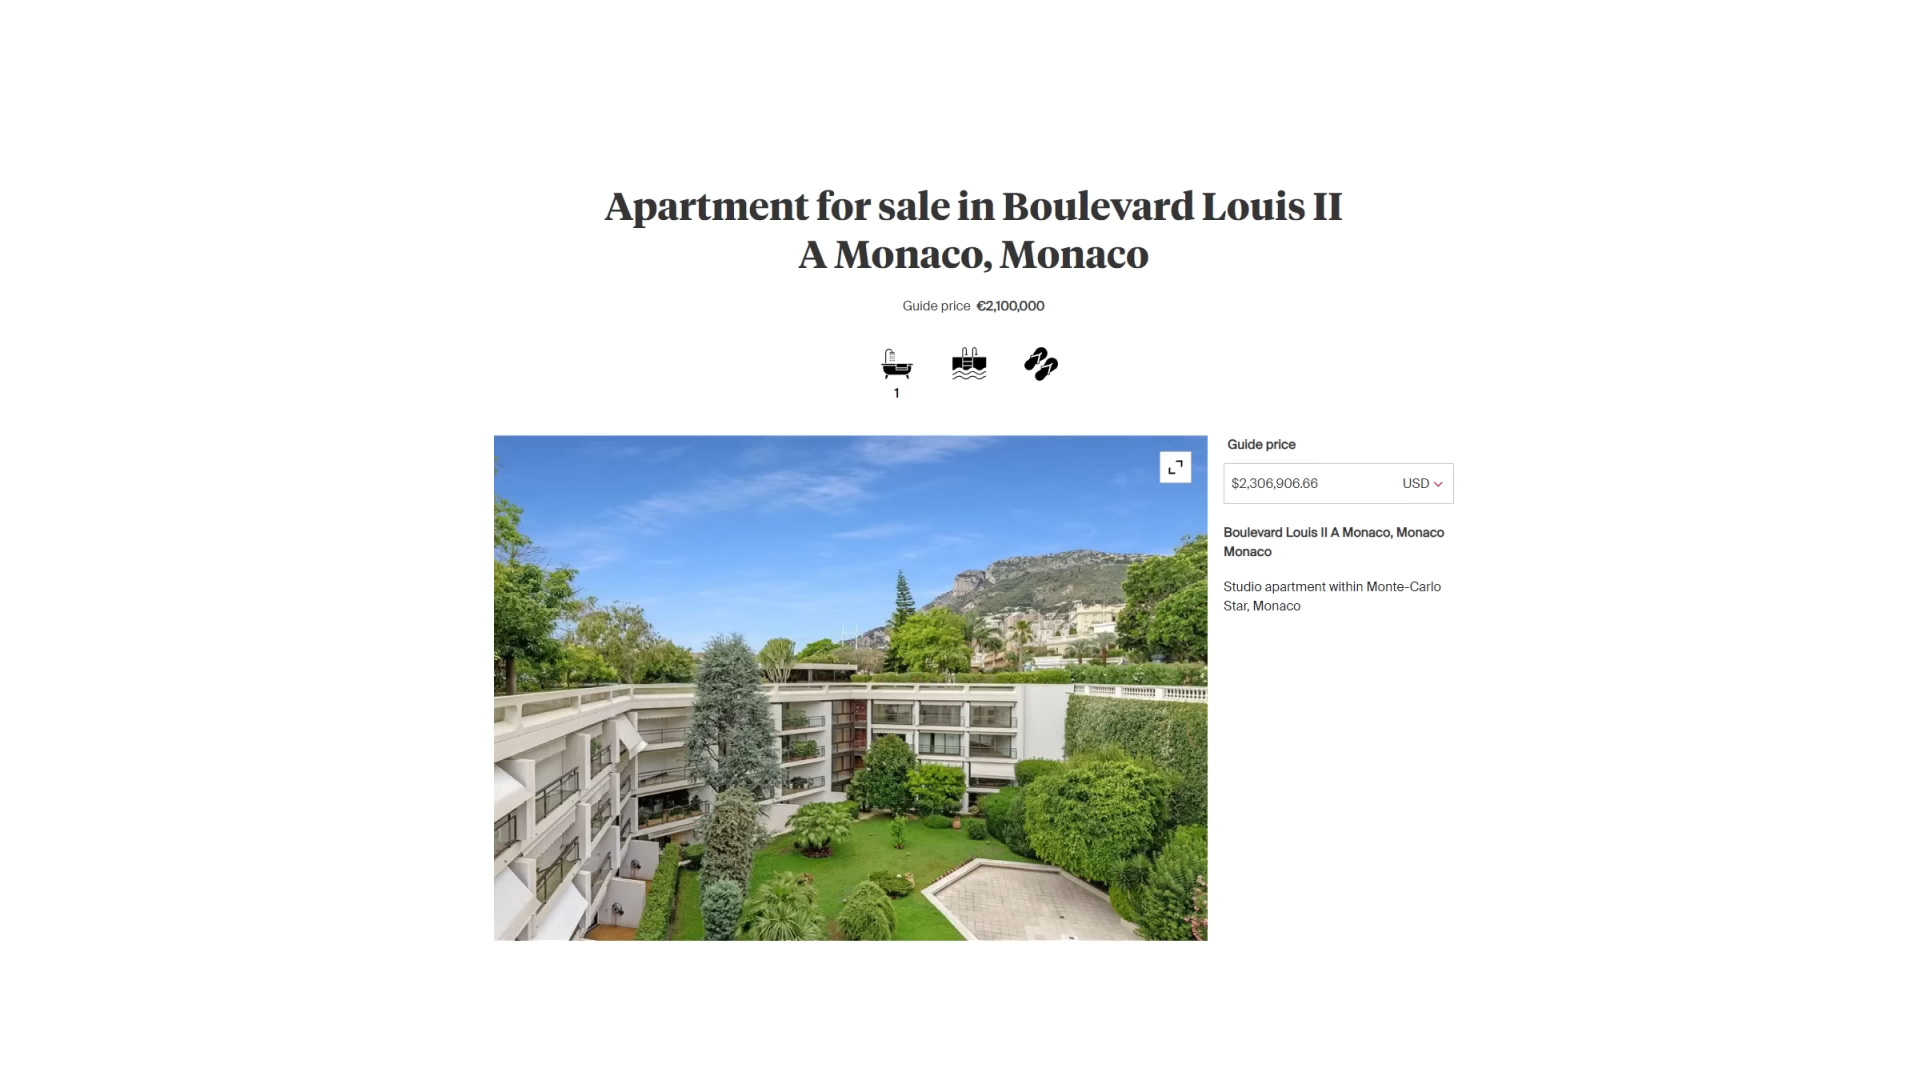 Apartment for sale in Boulevard Louis II
A Monaco, Monaco
Guide price €2,100,000
1
Guide price
$2,306,906.66 USD
Boulevard Louis II A Monaco, Monaco
Monaco
Studio apartment within Monte-Carlo
Star, Monaco